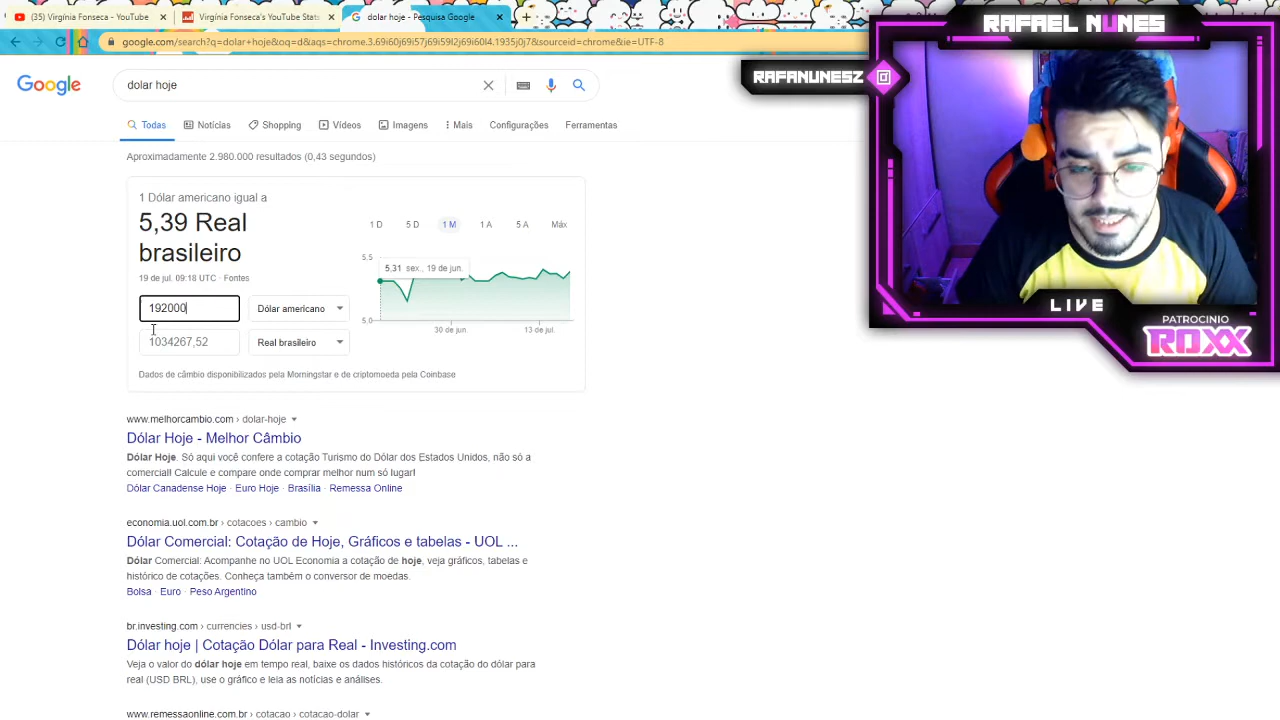 (35) Virgínia Fonseca - YouTube
Virgínia Fonseca's YouTube Stats
dolar hoje - Pesquisa Google
google.com/search?q=dolar+hoje&oq=d&aqs=chrome.3.69i60j69i57j69i59l2j69i60l4.1935j0j7&sourceid=chrome&ie=UTF-8
RAFAEL NUNES
RAFANUNESZ
Google
dolar hoje
Todas
Notícias
Shopping
Vídeos
Imagens
Mais
Configurações
Ferramentas
Aproximadamente 2.980.000 resultados (0,43 segundos)
1 Dólar americano igual a
5,39 Real
brasileiro
19 de jul. 09:18 UTC · Fontes
1 D 5 D 1 M 1 A 5 A Máx
5.5
5,31 sex., 19 de jun.
5.0
30 de jun. 13 de jul.
192000 Dólar americano
1034267,52 Real brasileiro
Dados de câmbio disponibilizados pela Morningstar e de criptomoeda pela Coinbase
LIVE
PATROCINIO
ROXX
www.melhorcambio.com › dolar-hoje
Dólar Hoje - Melhor Câmbio
Dólar Hoje. Só aqui você confere a cotação Turismo do Dólar dos Estados Unidos, não só a
comercial! Calcule e compare onde comprar melhor num só lugar!
Dólar Canadense Hoje · Euro Hoje · Brasília · Remessa Online
economia.uol.com.br › cotacoes › cambio
Dólar Comercial: Cotação de Hoje, Gráficos e tabelas - UOL ...
Dólar Comercial: Acompanhe no UOL Economia a cotação de hoje, veja gráficos, tabelas e
histórico de cotações. Conheça também o conversor de moedas.
Bolsa · Euro · Peso Argentino
br.investing.com › currencies › usd-brl
Dólar hoje | Cotação Dólar para Real - Investing.com
Veja o valor do dólar hoje em tempo real, baixe os dados históricos da cotação do dólar para
real (USD BRL), use o gráfico e leia as notícias e análises.
www.remessaonline.com.br › cotacao › cotacao-dolar